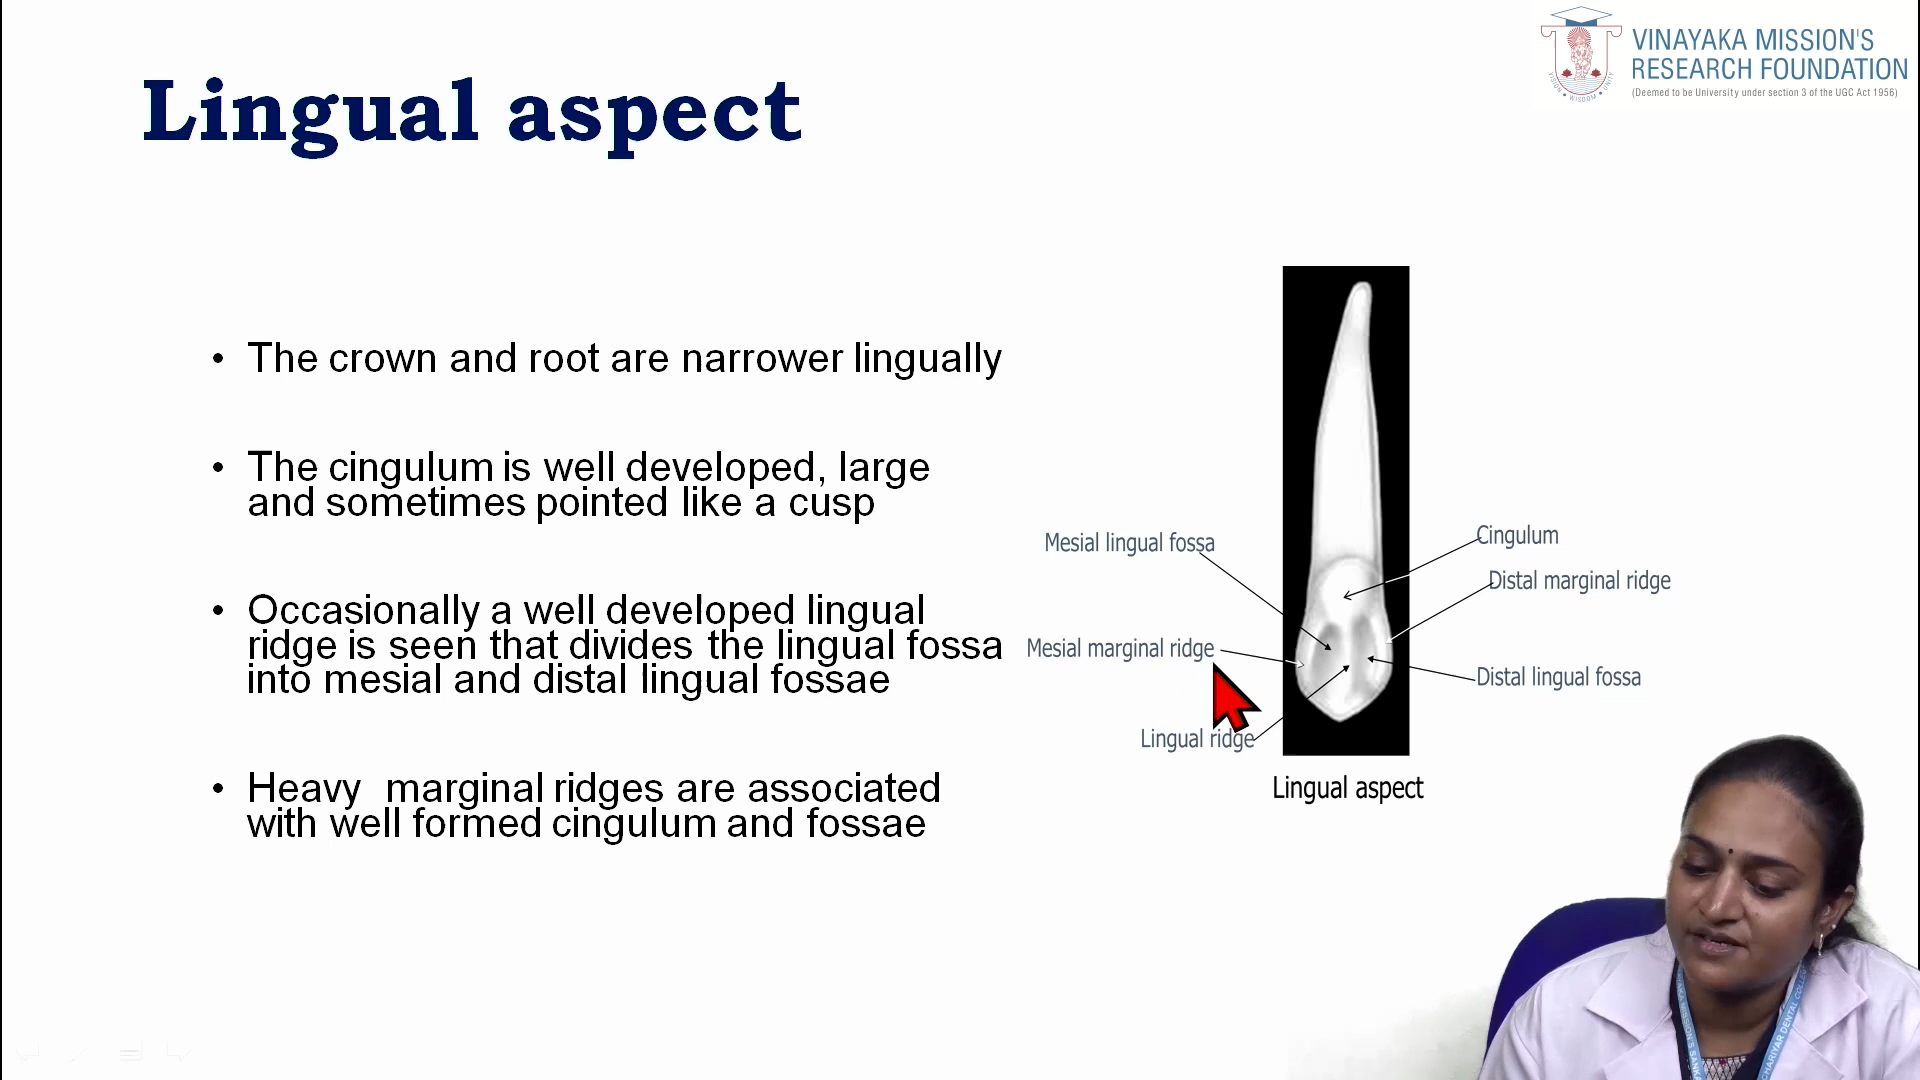 VINAYAKA MISSION'S
RESEARCH FOUNDATION
(Deemed to be University under section 3 of the UGC Act 1956)
VISION • WISDOM • UNITY
Lingual aspect
• The crown and root are narrower lingually
• The cingulum is well developed, large
and sometimes pointed like a cusp
• Occasionally a well developed lingual
ridge is seen that divides the lingual fossa
into mesial and distal lingual fossae
• Heavy marginal ridges are associated
with well formed cingulum and fossae
Mesial lingual fossa
Cingulum
Distal marginal ridge
Mesial marginal ridge
Distal lingual fossa
Lingual ridge
Lingual aspect